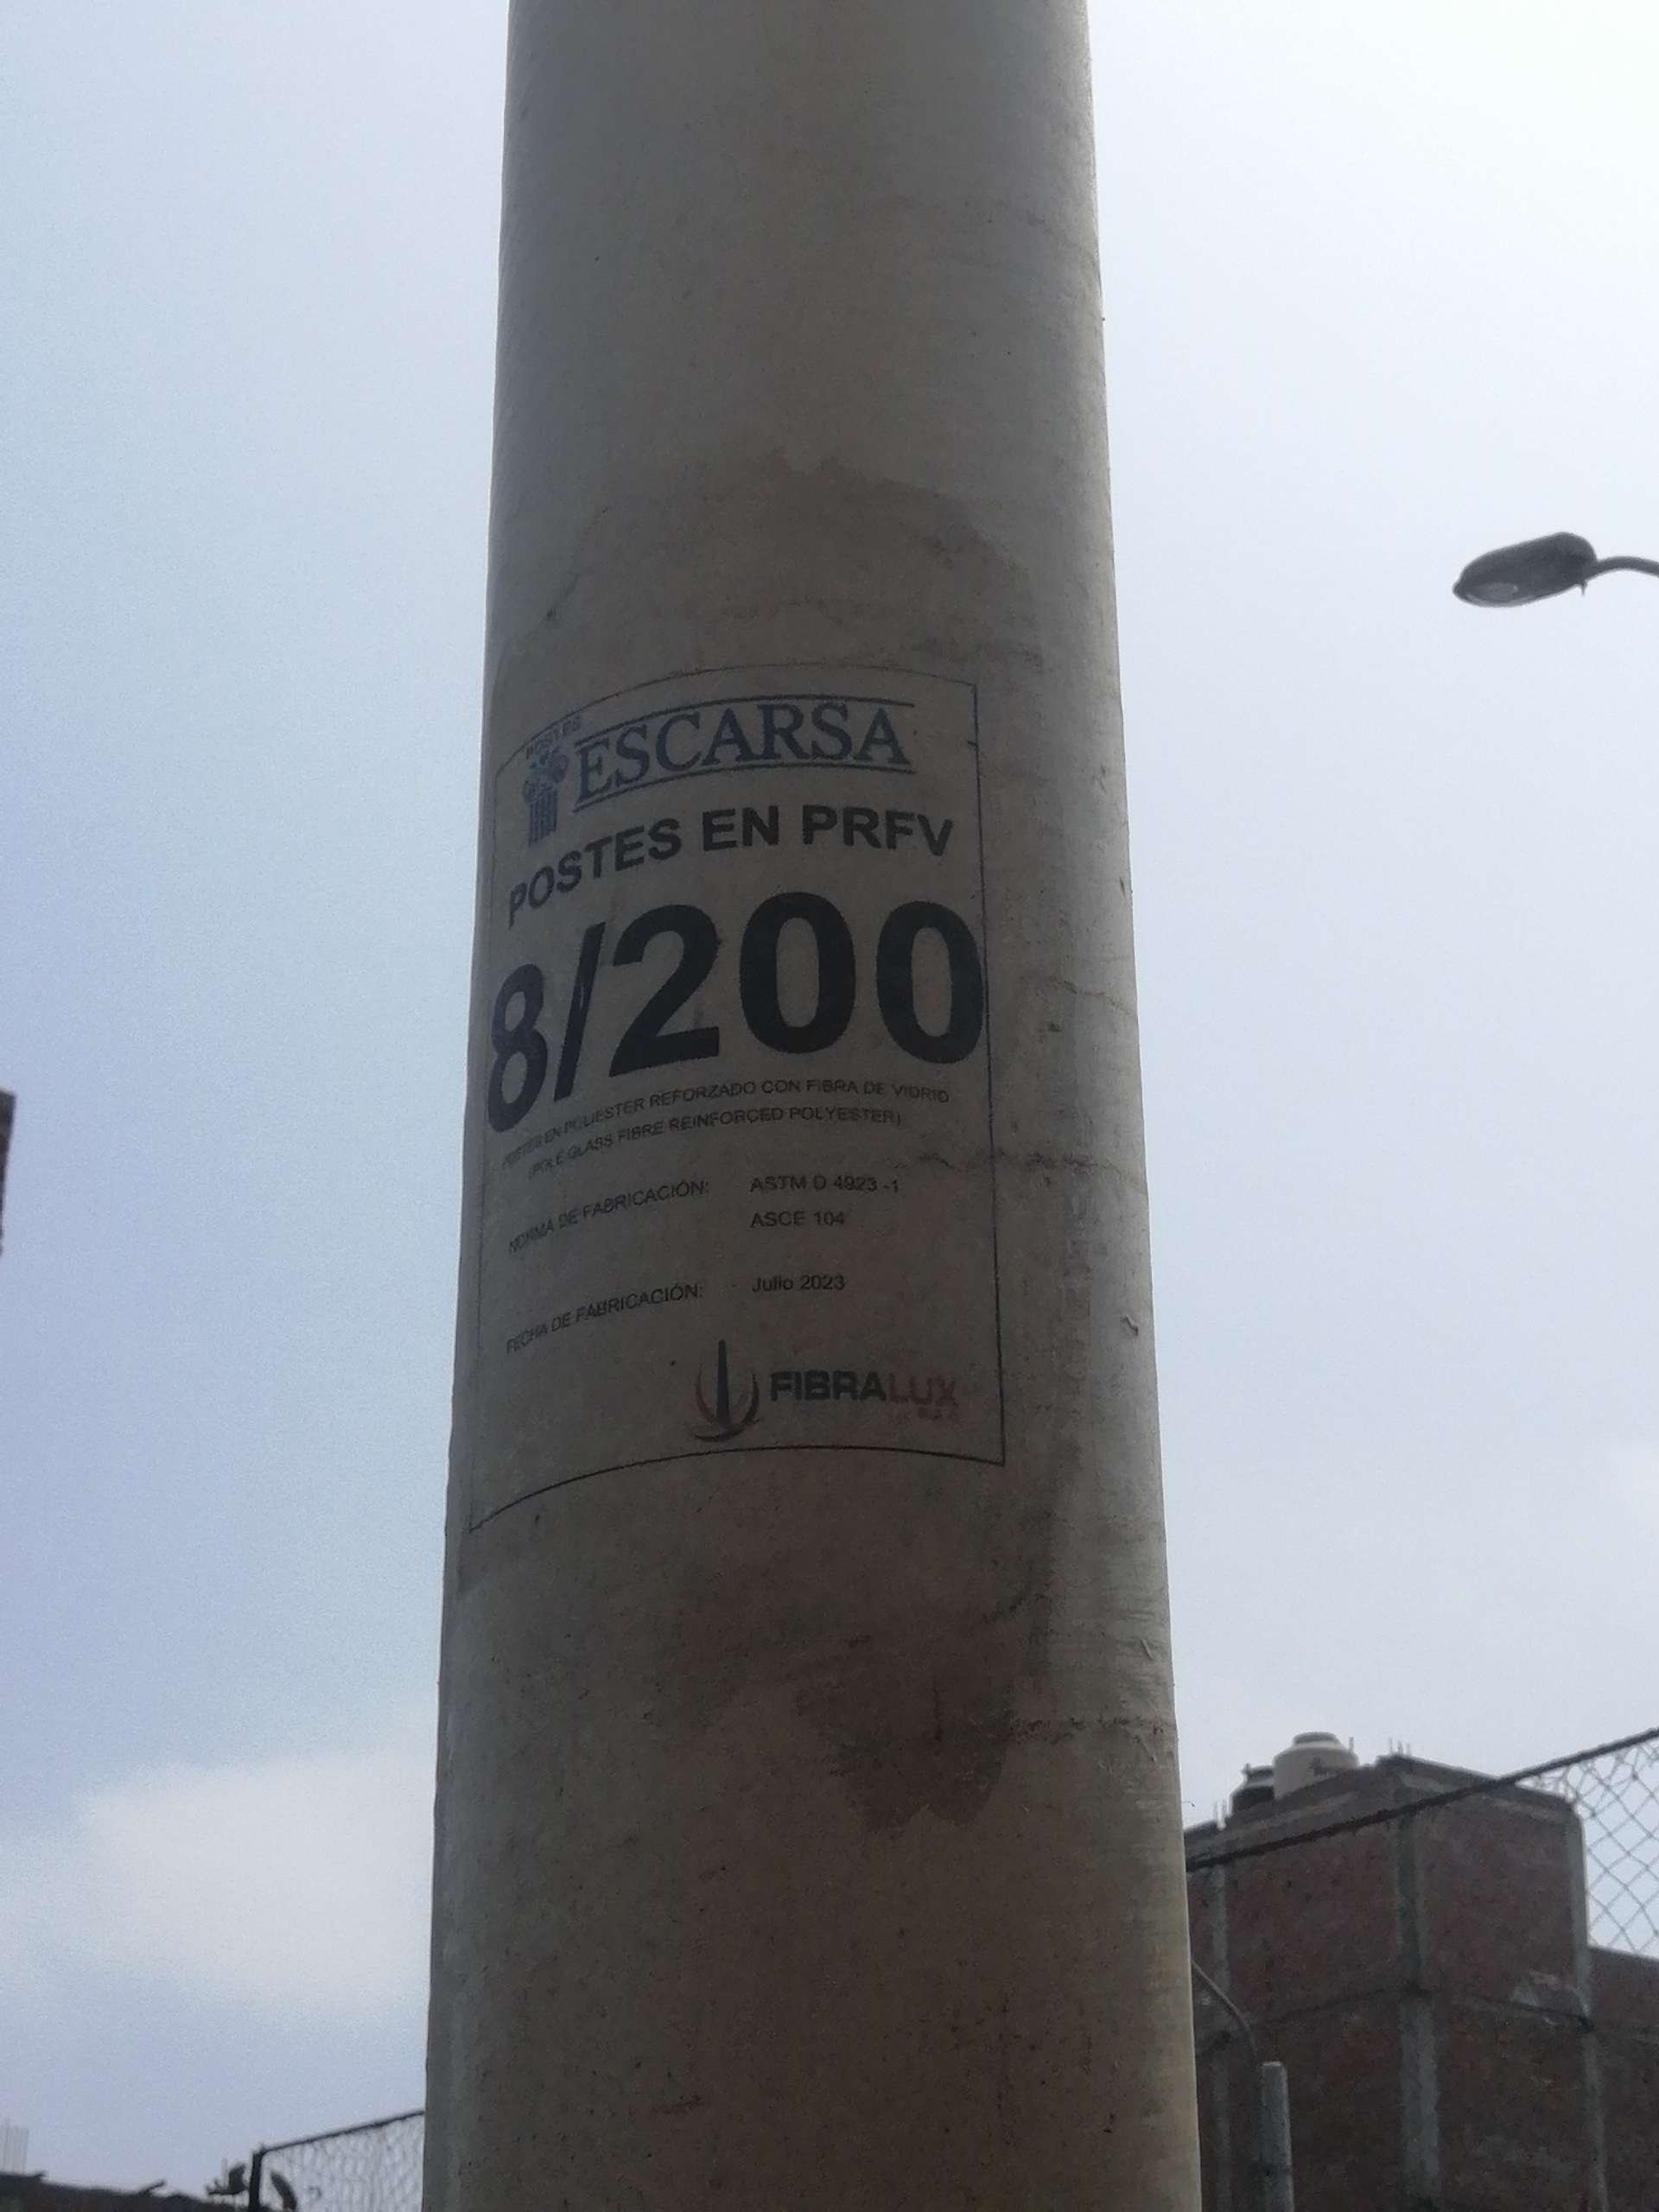 POSTES
ESCARSA
POSTES EN PRFV
8/200
POSTES EN POLIESTER REFORZADO CON FIBRA DE VIDRIO
(POLE GLASS FIBRE REINFORCED POLYESTER)
NORMA DE FABRICACIÓN: ASTM D 4923 -1
ASCE 104
FECHA DE FABRICACIÓN: Julio 2023
FIBRALUX